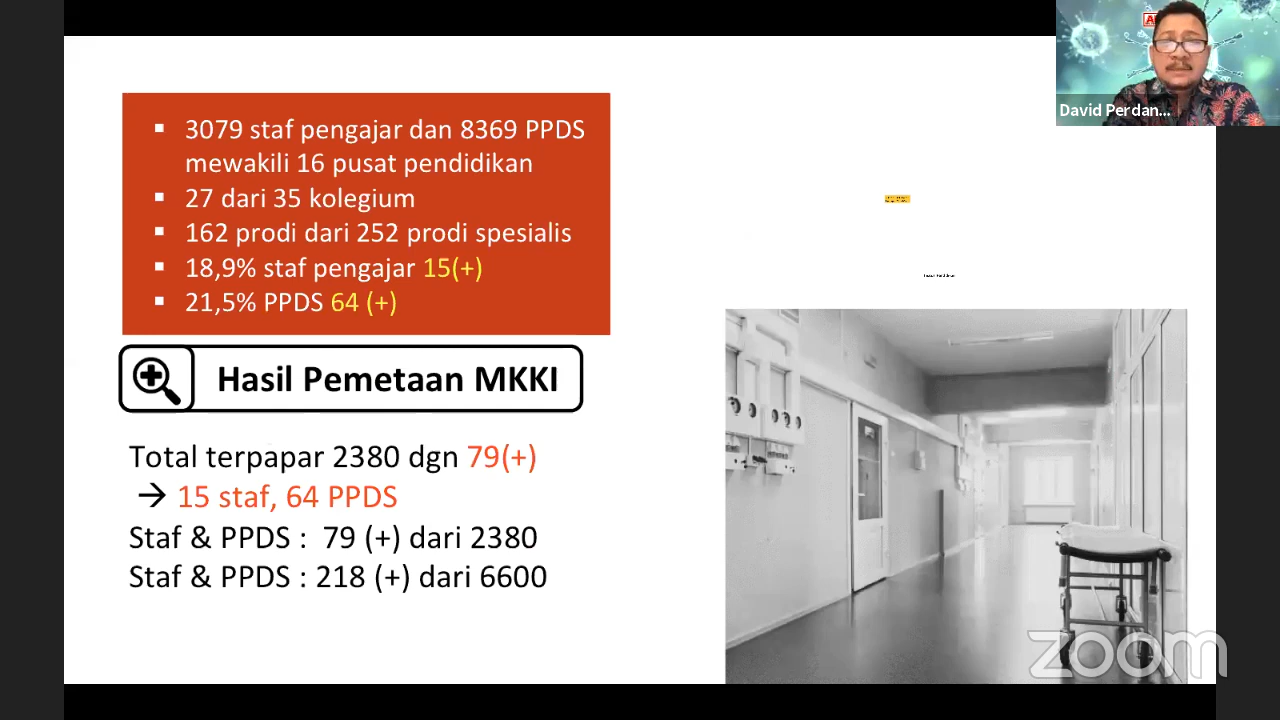 ▪ 3079 staf pengajar dan 8369 PPDS
mewakili 16 pusat pendidikan
▪ 27 dari 35 kolegium
▪ 162 prodi dari 252 prodi spesialis
▪ 18,9% staf pengajar 15(+)
▪ 21,5% PPDS 64 (+)
Hasil Pemetaan MKKI
Total terpapar 2380 dgn 79(+)
→ 15 staf, 64 PPDS
Staf & PPDS : 79 (+) dari 2380
Staf & PPDS : 218 (+) dari 6600
David Perdan...
zoom